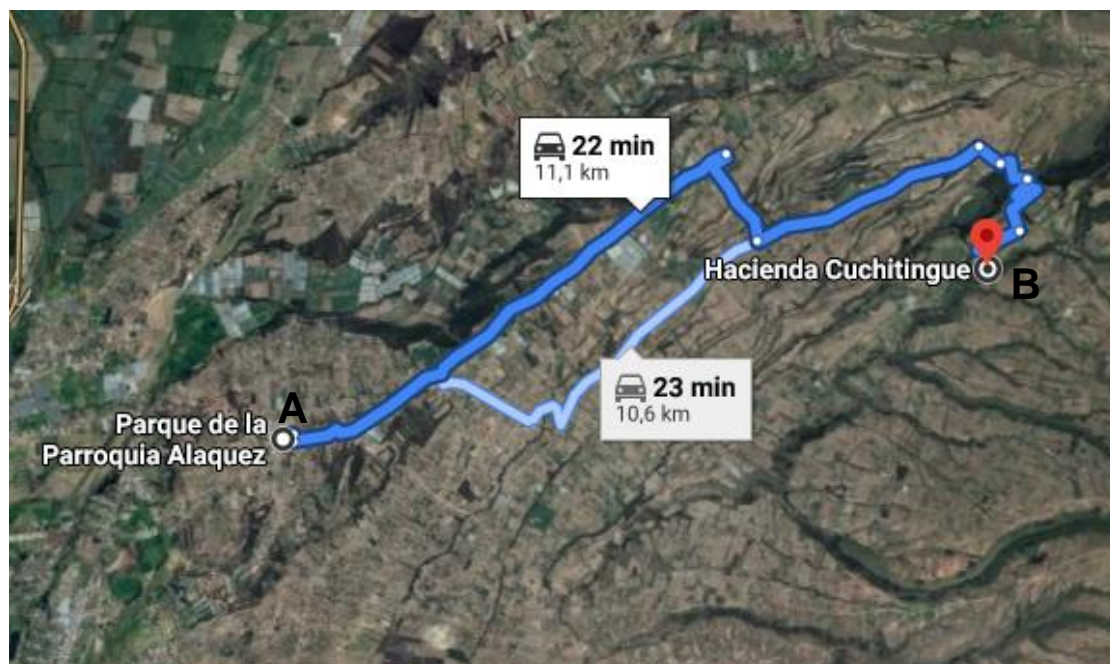 22 min
11,1 km
Hacienda Cuchitingue
B
23 min
10,6 km
A
Parque de la
Parroquia Alaquez